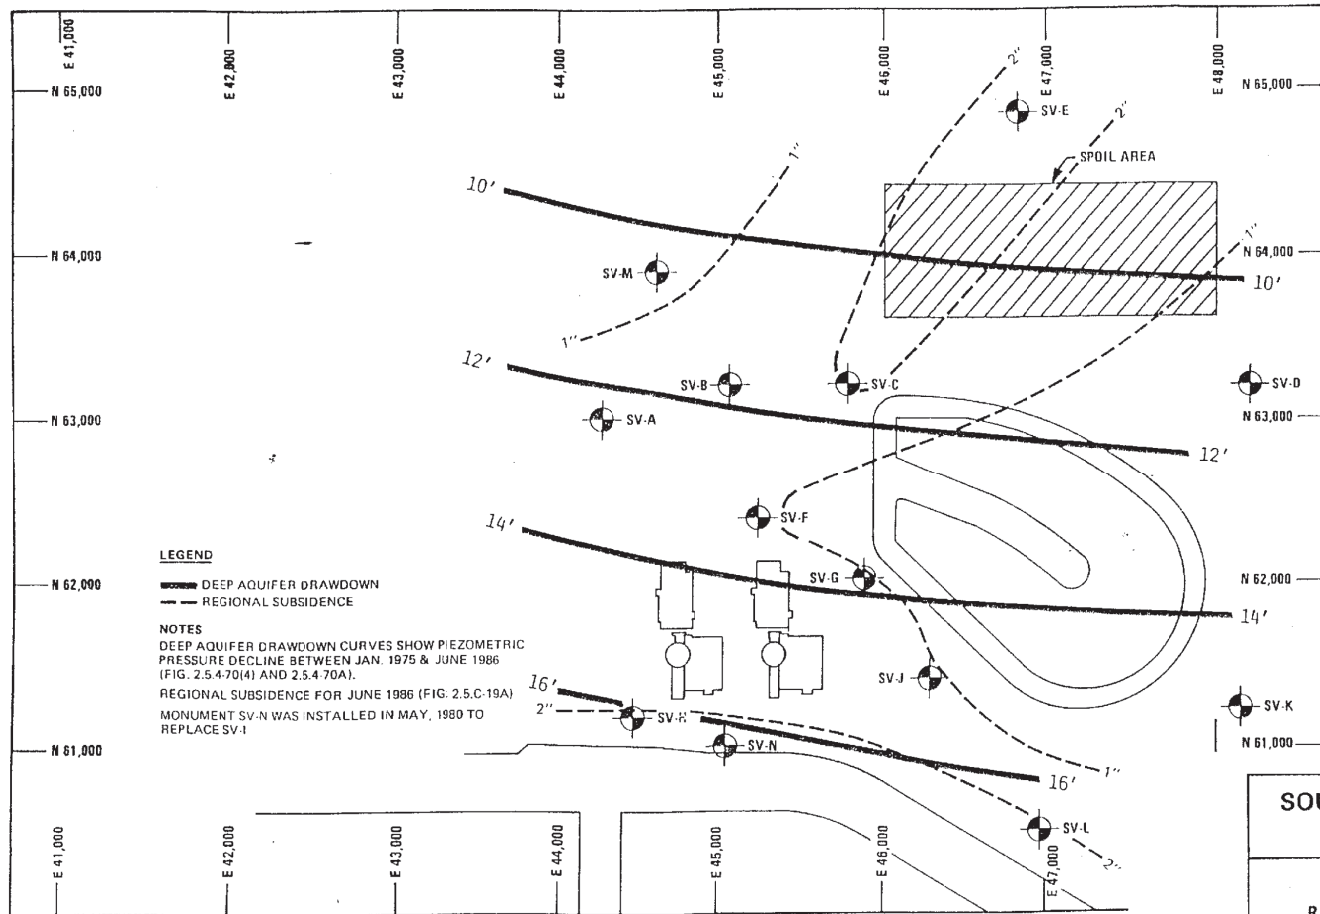 E 41,000
E 42,000
E 43,000
E 44,000
E 45,000
E 46,000
E 47,000
E 48,000
N 65,000
N 65,000
2"
SV-E
2"
SPOIL AREA
1"
10'
1"
N 64,000
N 64,000
SV-M
10'
1"
12'
SV-B
SV-C
SV-D
SV-A
N 63,000
N 63,000
12'
14'
SV-F
LEGEND
DEEP AQUIFER DRAWDOWN
REGIONAL SUBSIDENCE
SV-G
N 62,000
N 62,000
14'
NOTES
DEEP AQUIFER DRAWDOWN CURVES SHOW PIEZOMETRIC
PRESSURE DECLINE BETWEEN JAN. 1975 & JUNE 1986
(FIG. 2.5.4-70(4) AND 2.5.4-70A).
REGIONAL SUBSIDENCE FOR JUNE 1986 (FIG. 2.5.C-19A)
MONUMENT SV-N WAS INSTALLED IN MAY, 1980 TO
REPLACE SV-I
SV-J
16'
2"
SV-H
SV-K
N 61,000
SV-N
N 61,000
1"
16'
SOU
SV-L
2"
E 41,000
E 42,000
E 43,000
E 44,000
E 45,000
E 46,000
E 47,000
R